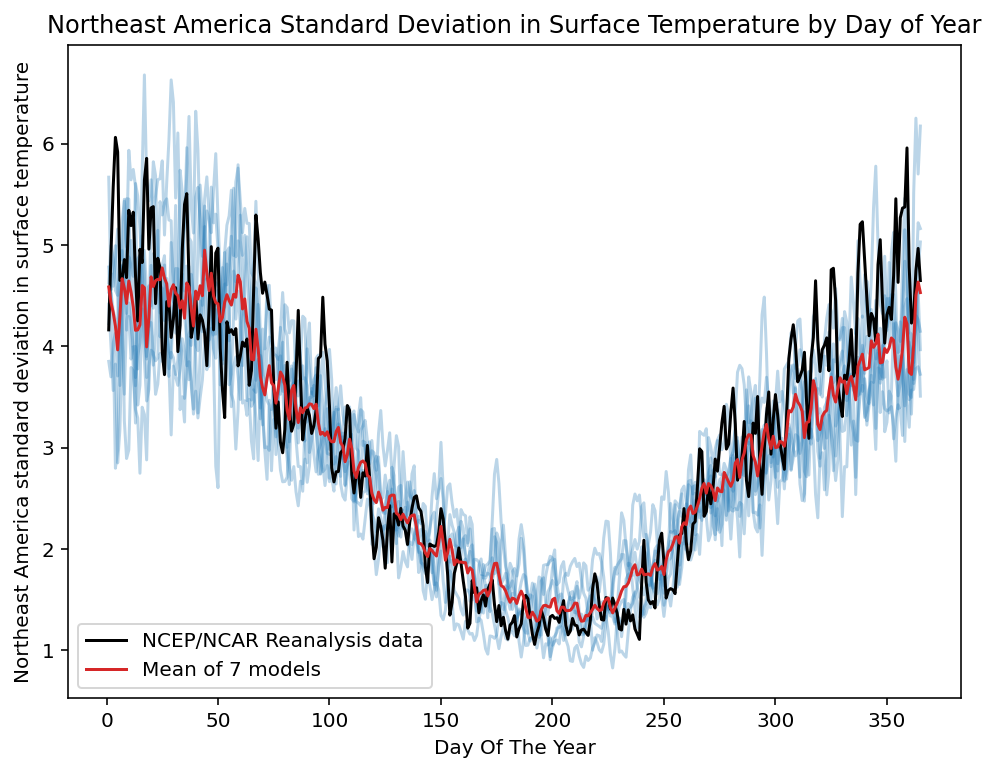 Northeast America Standard Deviation in Surface Temperature by Day of Year
Northeast America standard deviation in surface temperature
6
5
4
3
2
1
NCEP/NCAR Reanalysis data
Mean of 7 models
0 50 100 150 200 250 300 350
Day Of The Year